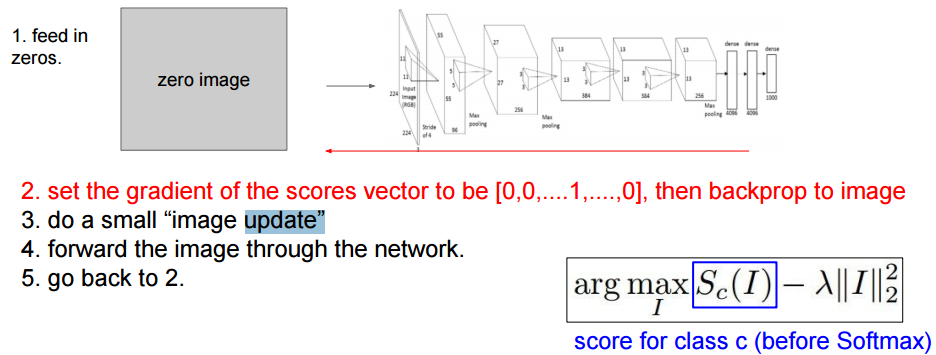 1. feed in
zeros.
zero image
224
224
11
11
Input
Image
(RGB)
Stride
of 4
55
55
96
5
5
Max
pooling
27
27
256
3
3
Max
pooling
13
13
384
3
3
13
13
384
3
3
13
13
256
Max
pooling
dense
dense
dense
4096
4096
1000
2. set the gradient of the scores vector to be [0,0,....1,....,0], then backprop to image
3. do a small “image update”
4. forward the image through the network.
5. go back to 2.
arg max S_c(I) − λ‖I‖₂²
I
score for class c (before Softmax)